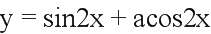 y = sin2x + acos2x